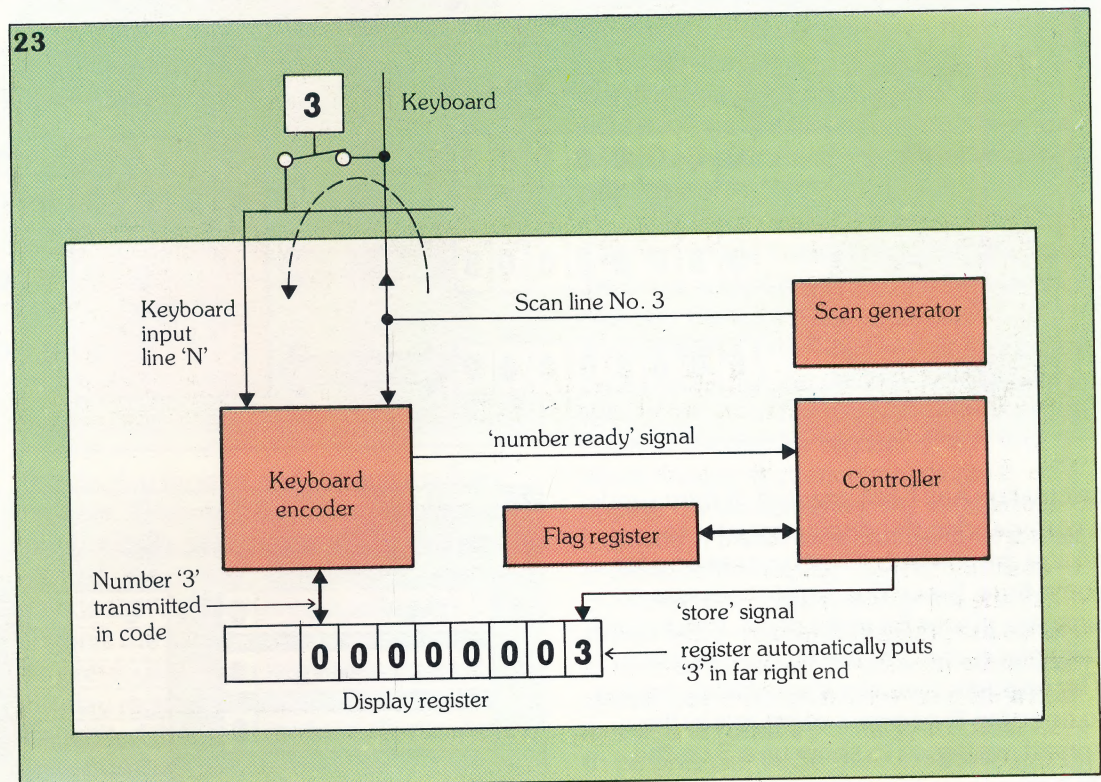 23
3
Keyboard
Keyboard
input
line ‘N’
Scan line No. 3
Scan generator
‘number ready’ signal
Keyboard
encoder
Controller
Flag register
Number ‘3’
transmitted
in code
‘store’ signal
0 0 0 0 0 0 0 3
register automatically puts
‘3’ in far right end
Display register